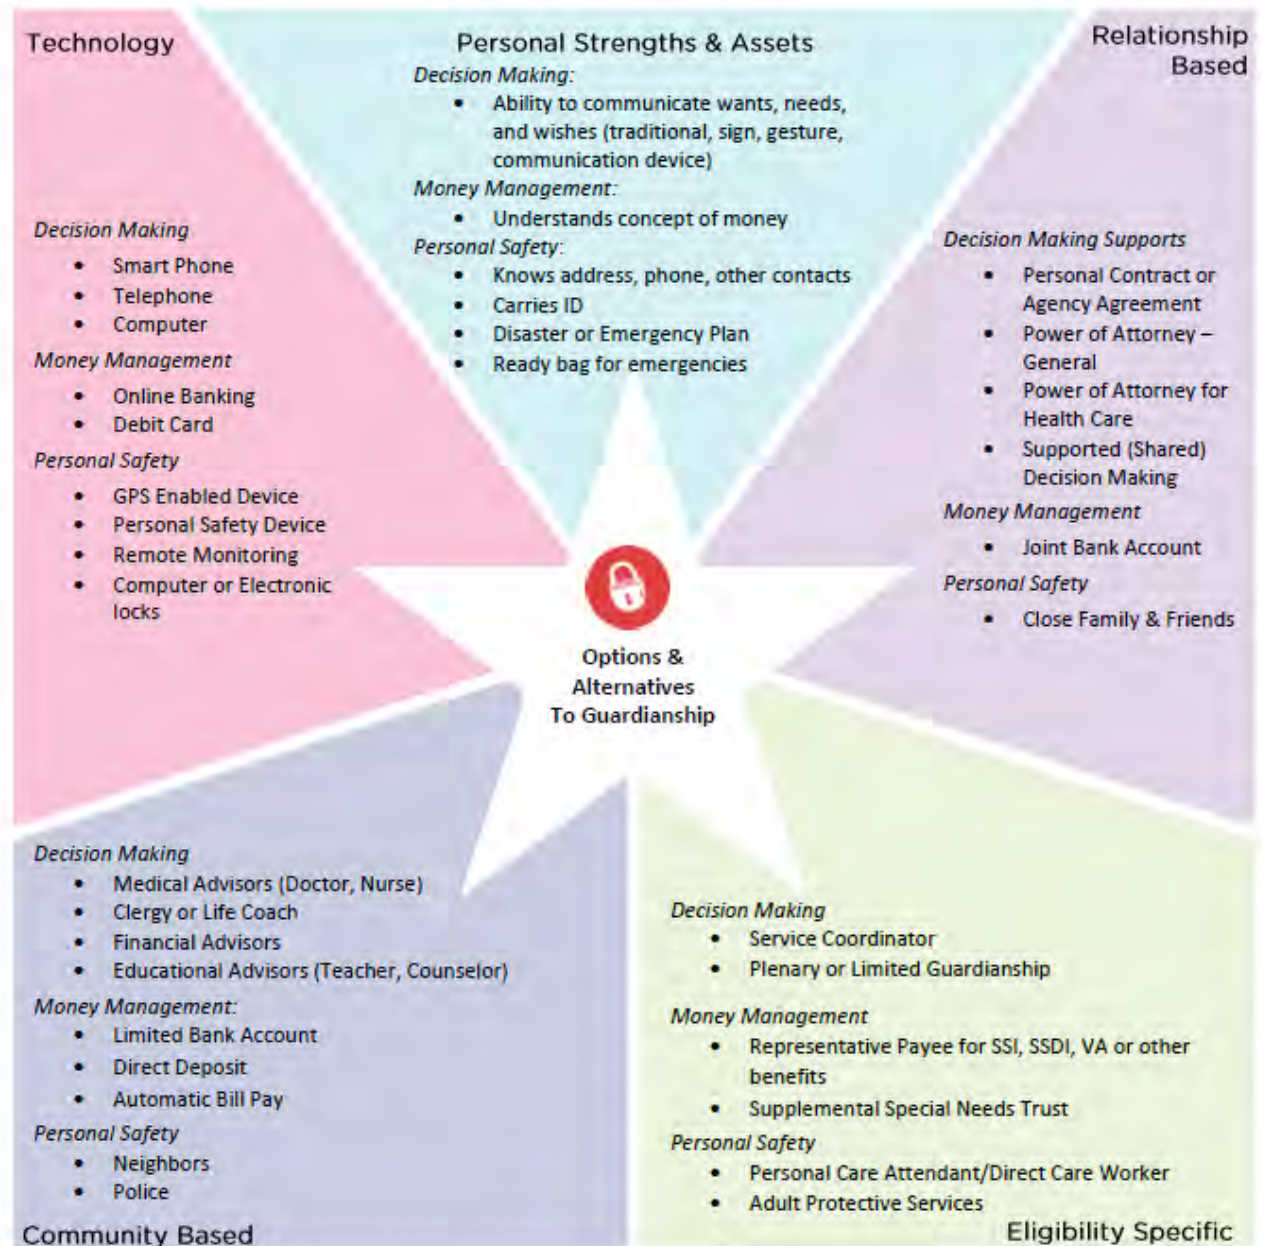 Technology
Decision Making
• Smart Phone
• Telephone
• Computer
Money Management
• Online Banking
• Debit Card
Personal Safety
• GPS Enabled Device
• Personal Safety Device
• Remote Monitoring
• Computer or Electronic
locks
Personal Strengths & Assets
Decision Making:
• Ability to communicate wants, needs,
and wishes (traditional, sign, gesture,
communication device)
Money Management:
• Understands concept of money
Personal Safety:
• Knows address, phone, other contacts
• Carries ID
• Disaster or Emergency Plan
• Ready bag for emergencies
Relationship
Based
Decision Making Supports
• Personal Contract or
Agency Agreement
• Power of Attorney –
General
• Power of Attorney for
Health Care
• Supported (Shared)
Decision Making
Money Management
• Joint Bank Account
Personal Safety
• Close Family & Friends
Options &
Alternatives
To Guardianship
Decision Making
• Medical Advisors (Doctor, Nurse)
• Clergy or Life Coach
• Financial Advisors
• Educational Advisors (Teacher, Counselor)
Money Management:
• Limited Bank Account
• Direct Deposit
• Automatic Bill Pay
Personal Safety
• Neighbors
• Police
Community Based
Decision Making
• Service Coordinator
• Plenary or Limited Guardianship
Money Management
• Representative Payee for SSI, SSDI, VA or other
benefits
• Supplemental Special Needs Trust
Personal Safety
• Personal Care Attendant/Direct Care Worker
• Adult Protective Services
Eligibility Specific